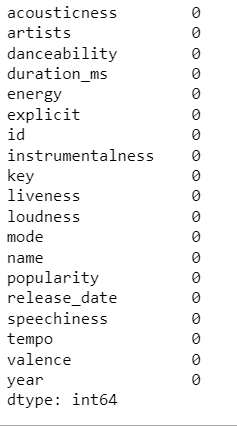 acousticness 0
artists 0
danceability 0
duration_ms 0
energy 0
explicit 0
id 0
instrumentalness 0
key 0
liveness 0
loudness 0
mode 0
name 0
popularity 0
release_date 0
speechiness 0
tempo 0
valence 0
year 0
dtype: int64